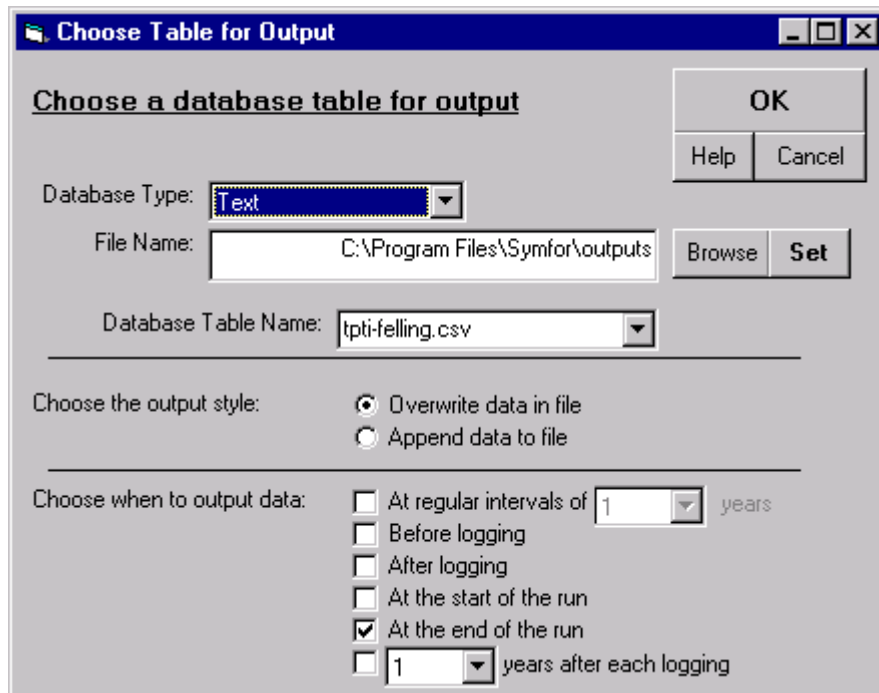 Choose Table for Output
Choose a database table for output
OK
Help
Cancel
Database Type:
Text
File Name:
C:\Program Files\Symfor\outputs
Browse
Set
Database Table Name:
tpti-felling.csv
Choose the output style:
Overwrite data in file
Append data to file
Choose when to output data:
At regular intervals of 1 years
Before logging
After logging
At the start of the run
At the end of the run
1 years after each logging